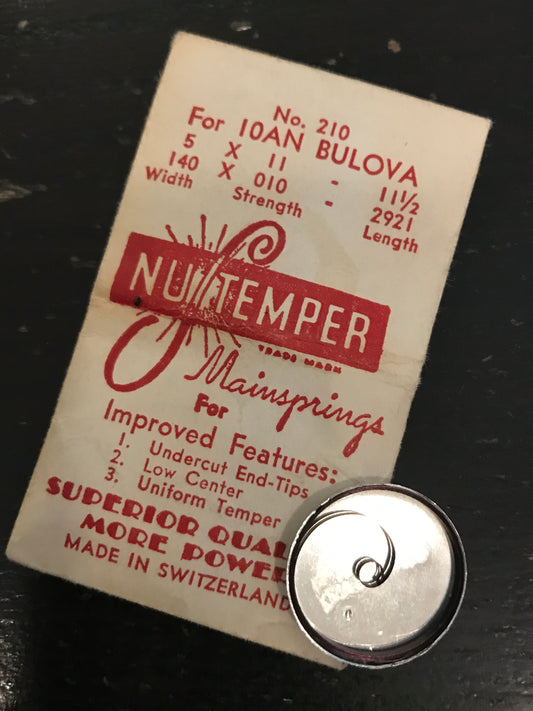 No. 210
For 10AN BULOVA
5 X 11 - 11½
140 X 010 - 2921
Width Strength Length
NU TEMPER
TRADE MARK
Mainsprings
For
Improved Features:
1. Undercut End-Tips
2. Low Center
3. Uniform Temper
SUPERIOR QUAL
MORE POWER
MADE IN SWITZERLAND